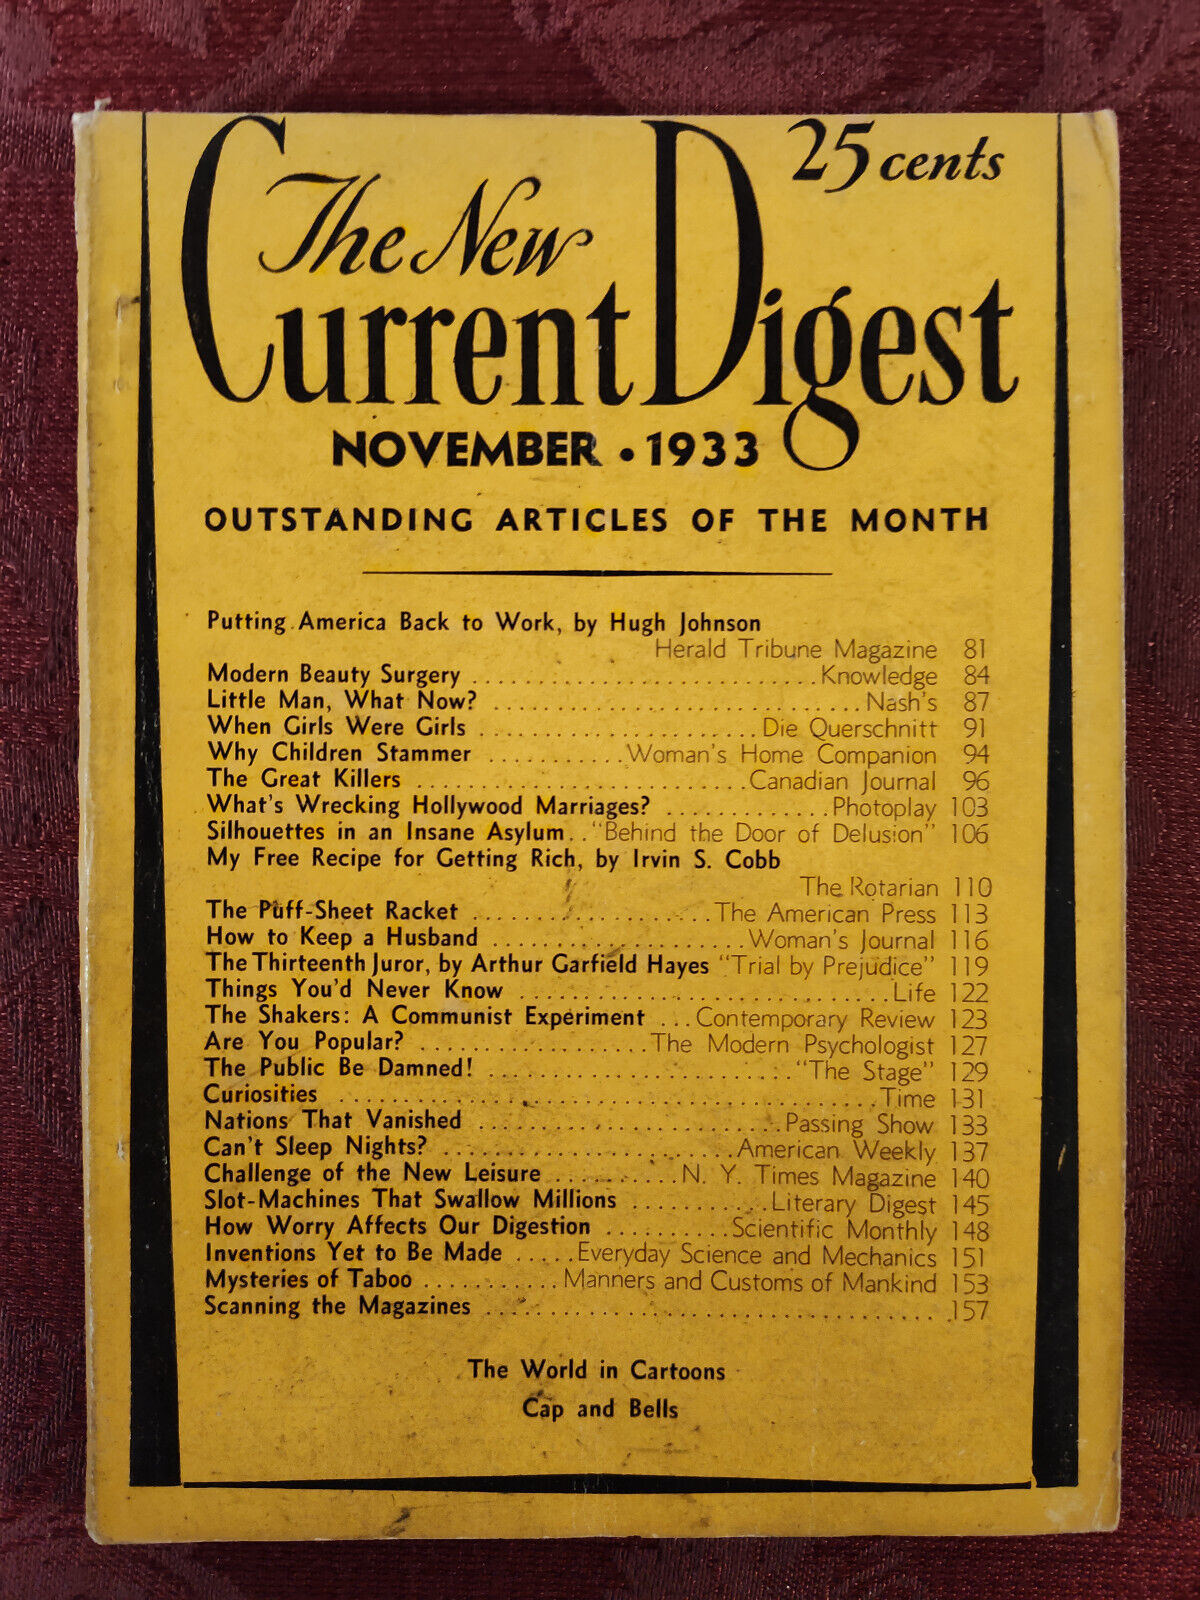 25 cents
The New
Current Digest
NOVEMBER • 1933
OUTSTANDING ARTICLES OF THE MONTH
Putting America Back to Work, by Hugh Johnson
Herald Tribune Magazine 81
Modern Beauty Surgery ............................ Knowledge 84
Little Man, What Now? ............................ Nash's 87
When Girls Were Girls ...................... Die Querschnitt 91
Why Children Stammer ........... Woman's Home Companion 94
The Great Killers .......................... Canadian Journal 96
What's Wrecking Hollywood Marriages? ............. Photoplay 103
Silhouettes in an Insane Asylum.. "Behind the Door of Delusion" 106
My Free Recipe for Getting Rich, by Irvin S. Cobb
The Rotarian 110
The Puff-Sheet Racket ................... The American Press 113
How to Keep a Husband .................... Woman's Journal 116
The Thirteenth Juror, by Arthur Garfield Hayes "Trial by Prejudice" 119
Things You'd Never Know ............................. Life 122
The Shakers: A Communist Experiment ... Contemporary Review 123
Are You Popular? ................... The Modern Psychologist 127
The Public Be Damned! ......................... "The Stage" 129
Curiosities ........................................... Time 131
Nations That Vanished ........................ Passing Show 133
Can't Sleep Nights? ....................... American Weekly 137
Challenge of the New Leisure .......... N. Y. Times Magazine 140
Slot-Machines That Swallow Millions ........... Literary Digest 145
How Worry Affects Our Digestion .......... Scientific Monthly 148
Inventions Yet to Be Made ..... Everyday Science and Mechanics 151
Mysteries of Taboo ........... Manners and Customs of Mankind 153
Scanning the Magazines .................................... 157
The World in Cartoons
Cap and Bells